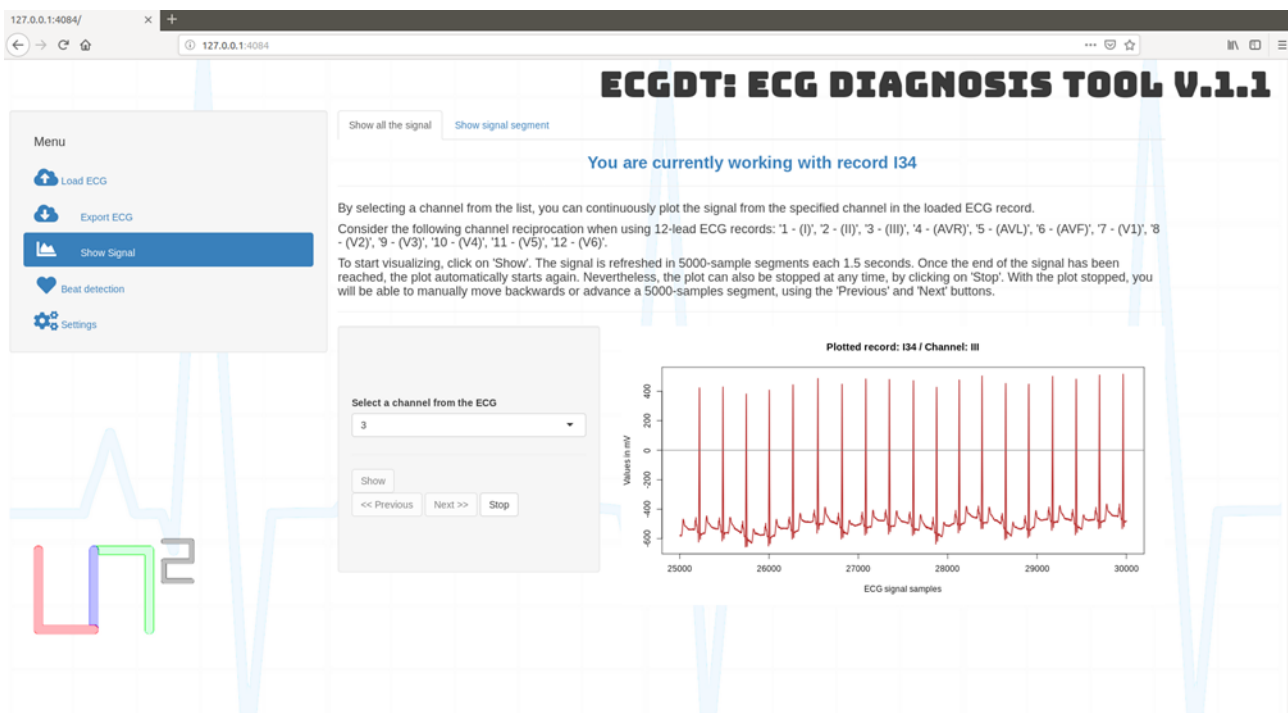 127.0.0.1:4084/
127.0.0.1:4084
ECGDT: ECG DIAGNOSIS TOOL V.1.1
Menu
Load ECG
Export ECG
Show Signal
Beat detection
Settings
Show all the signal
Show signal segment
You are currently working with record I34
By selecting a channel from the list, you can continuously plot the signal from the specified channel in the loaded ECG record.
Consider the following channel reciprocation when using 12-lead ECG records: '1 - (I)', '2 - (II)', '3 - (III)', '4 - (AVR)', '5 - (AVL)', '6 - (AVF)', '7 - (V1)', '8
- (V2)', '9 - (V3)', '10 - (V4)', '11 - (V5)', '12 - (V6)'.
To start visualizing, click on 'Show'. The signal is refreshed in 5000-sample segments each 1.5 seconds. Once the end of the signal has been
reached, the plot automatically starts again. Nevertheless, the plot can also be stopped at any time, by clicking on 'Stop'. With the plot stopped, you
will be able to manually move backwards or advance a 5000-samples segment, using the 'Previous' and 'Next' buttons.
Select a channel from the ECG
3
Show
<< Previous
Next >>
Stop
Plotted record: I34 / Channel: III
Values in mV
400
200
0
-200
-400
-600
25000
26000
27000
28000
29000
30000
ECG signal samples